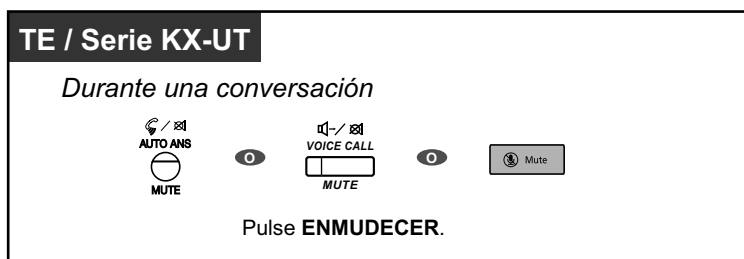 TE / Serie KX-UT
Durante una conversación
AUTO ANS
MUTE
O
VOICE CALL
MUTE
O
Mute
Pulse ENMUDECER.